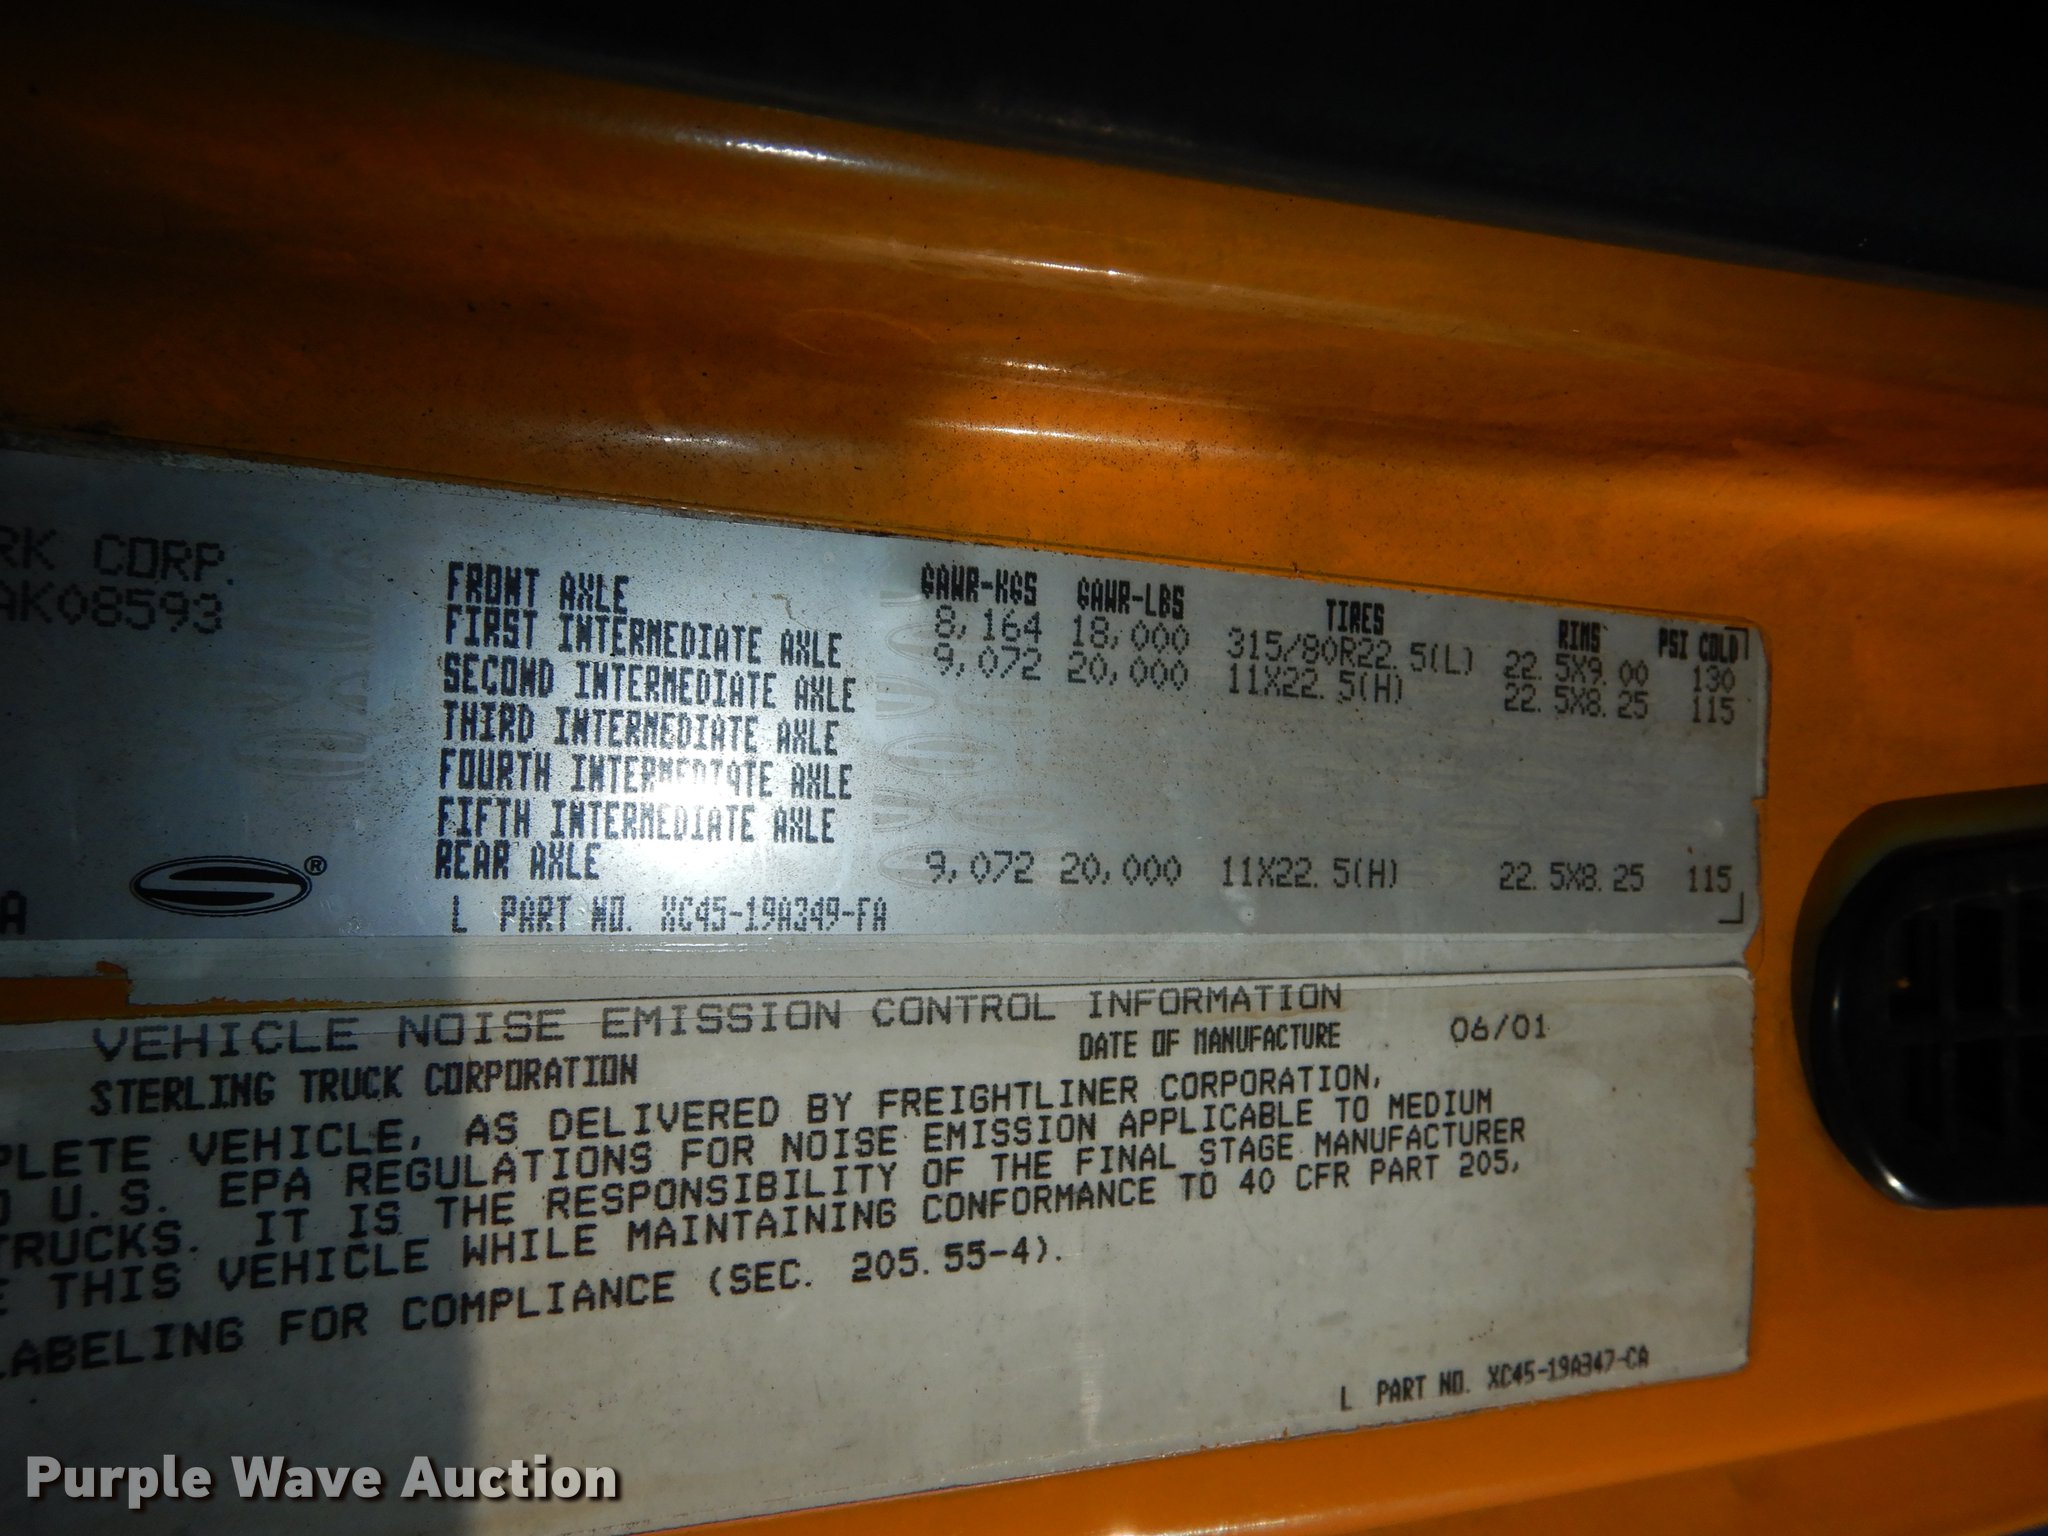 RK CORP.
AK08593
GAWR-KGS GAWR-LBS TIRES RIMS PSI COLD
FRONT AXLE 8,164 18,000 315/80R22.5(L) 22.5X9.00 130
FIRST INTERMEDIATE AXLE 9,072 20,000 11X22.5(H) 22.5X8.25 115
SECOND INTERMEDIATE AXLE
THIRD INTERMEDIATE AXLE
FOURTH INTERMEDIATE AXLE
FIFTH INTERMEDIATE AXLE
REAR AXLE 9,072 20,000 11X22.5(H) 22.5X8.25 115
A ® L PART NO. XC45-19A349-FA
VEHICLE NOISE EMISSION CONTROL INFORMATION
STERLING TRUCK CORPORATION DATE OF MANUFACTURE 06/01
PLETE VEHICLE, AS DELIVERED BY FREIGHTLINER CORPORATION,
O U.S. EPA REGULATIONS FOR NOISE EMISSION APPLICABLE TO MEDIUM
TRUCKS. IT IS THE RESPONSIBILITY OF THE FINAL STAGE MANUFACTURER
E THIS VEHICLE WHILE MAINTAINING CONFORMANCE TO 40 CFR PART 205,
LABELING FOR COMPLIANCE (SEC. 205.55-4).
L PART NO. XC45-19A347-CA
Purple Wave Auction